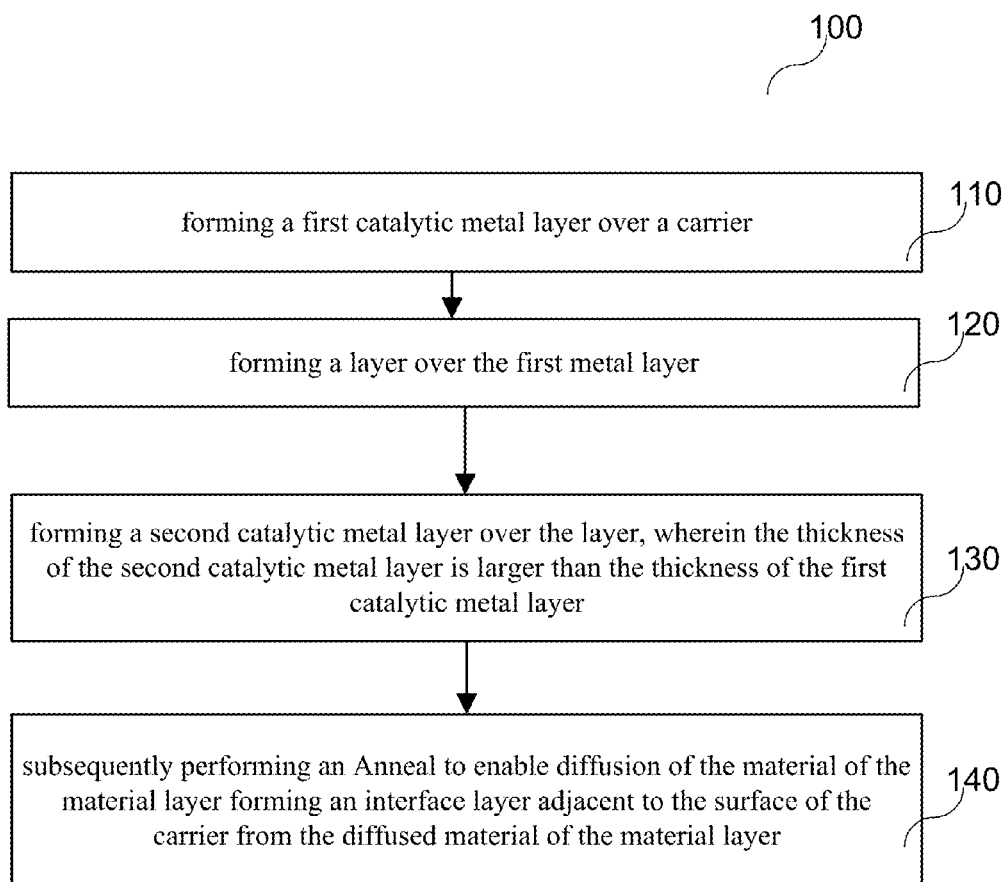 100
110
forming a first catalytic metal layer over a carrier
120
forming a layer over the first metal layer
forming a second catalytic metal layer over the layer, wherein the thickness
of the second catalytic metal layer is larger than the thickness of the first
catalytic metal layer
130
subsequently performing an Anneal to enable diffusion of the material of the
material layer forming an interface layer adjacent to the surface of the
carrier from the diffused material of the material layer
140